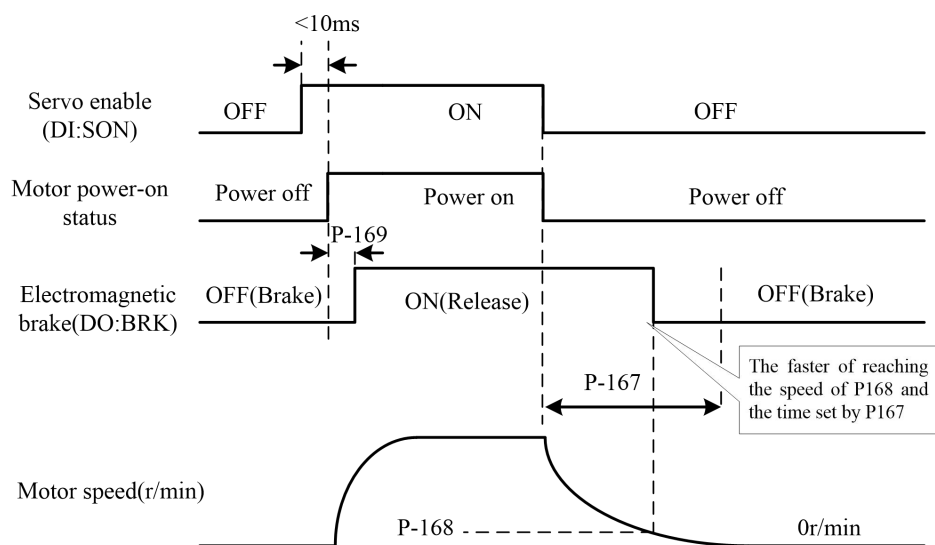 <10ms
Servo enable
(DI:SON)
OFF
ON
OFF
Motor power-on
status
Power off
Power on
Power off
P-169
Electromagnetic
brake(DO:BRK)
OFF(Brake)
ON(Release)
OFF(Brake)
P-167
The faster of reaching
the speed of P168 and
the time set by P167
Motor speed(r/min)
P-168
0r/min